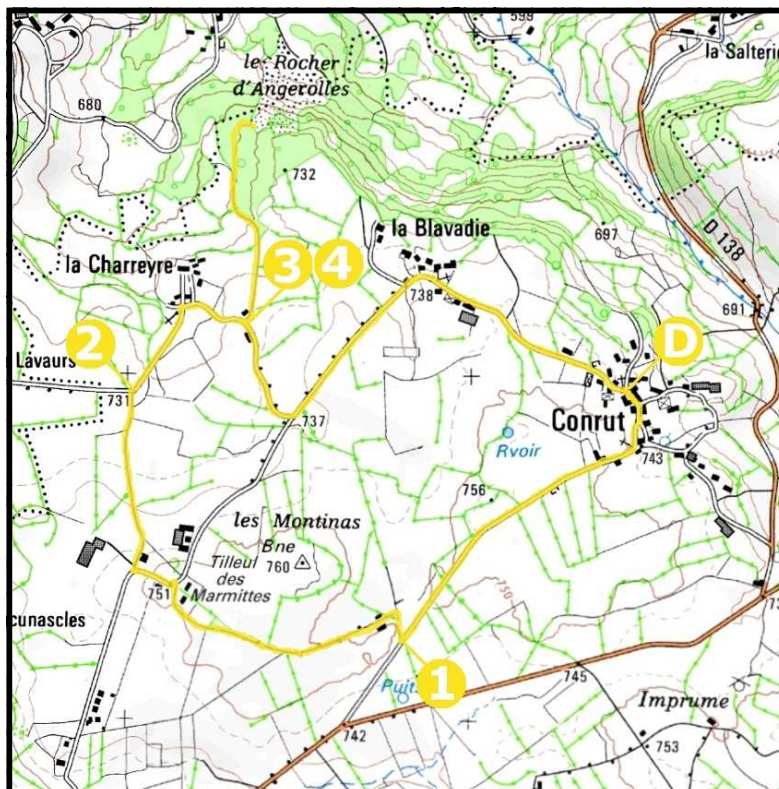 599
la Salterie
le Rocher
d'Angerolles
680
732
697
D 138
la Blavadie
la Charreyre
3 4
738
691
2
D
Lavaurs
731
737
Conrut
Rvoir
743
756
les Montinas
Bne
Tilleul 760
des
Marmittes
751
750
cunascles
1
Puits
745
Imprume
742
753